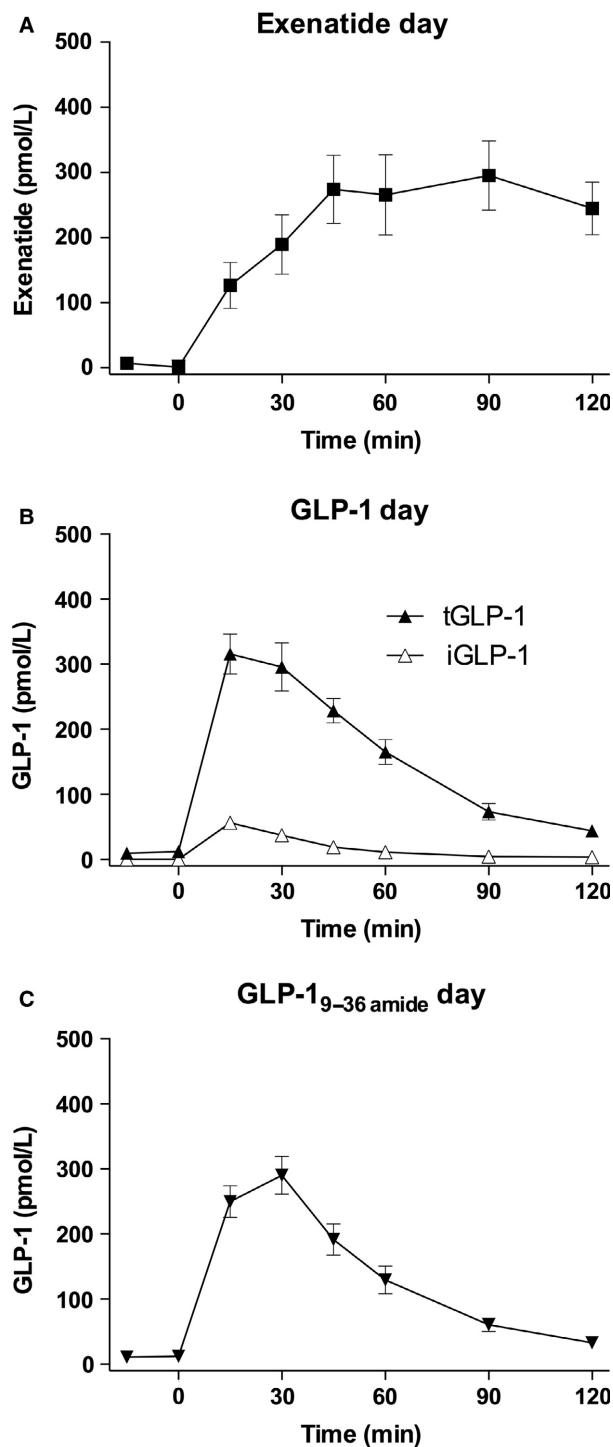 A
Exenatide day
500
400
300
200
100
0
Exenatide (pmol/L)
0 30 60 90 120
Time (min)
B
GLP-1 day
500
400
300
200
100
0
GLP-1 (pmol/L)
tGLP-1
iGLP-1
0 30 60 90 120
Time (min)
C
GLP-1₉₋₃₆ amide day
500
400
300
200
100
0
GLP-1 (pmol/L)
0 30 60 90 120
Time (min)